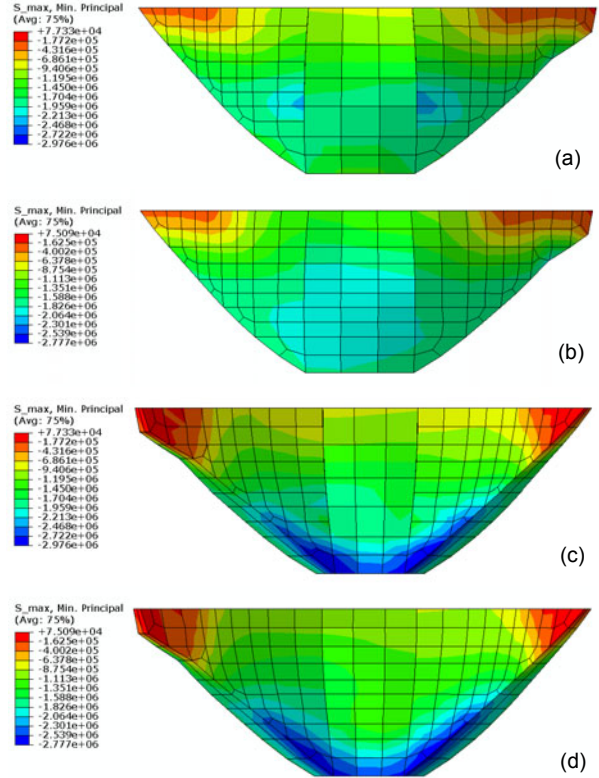 S_max, Min. Principal
(Avg: 75%)
+7.733e+04
-1.772e+05
-4.316e+05
-6.861e+05
-9.406e+05
-1.195e+06
-1.450e+06
-1.704e+06
-1.959e+06
-2.213e+06
-2.468e+06
-2.722e+06
-2.976e+06
(a)
S_max, Min. Principal
(Avg: 75%)
+7.509e+04
-1.625e+05
-4.002e+05
-6.378e+05
-8.754e+05
-1.113e+06
-1.351e+06
-1.588e+06
-1.826e+06
-2.064e+06
-2.301e+06
-2.539e+06
-2.777e+06
(b)
S_max, Min. Principal
(Avg: 75%)
+7.733e+04
-1.772e+05
-4.316e+05
-6.861e+05
-9.406e+05
-1.195e+06
-1.450e+06
-1.704e+06
-1.959e+06
-2.213e+06
-2.468e+06
-2.722e+06
-2.976e+06
(c)
S_max, Min. Principal
(Avg: 75%)
+7.509e+04
-1.625e+05
-4.002e+05
-6.378e+05
-8.754e+05
-1.113e+06
-1.351e+06
-1.588e+06
-1.826e+06
-2.064e+06
-2.301e+06
-2.539e+06
-2.777e+06
(d)